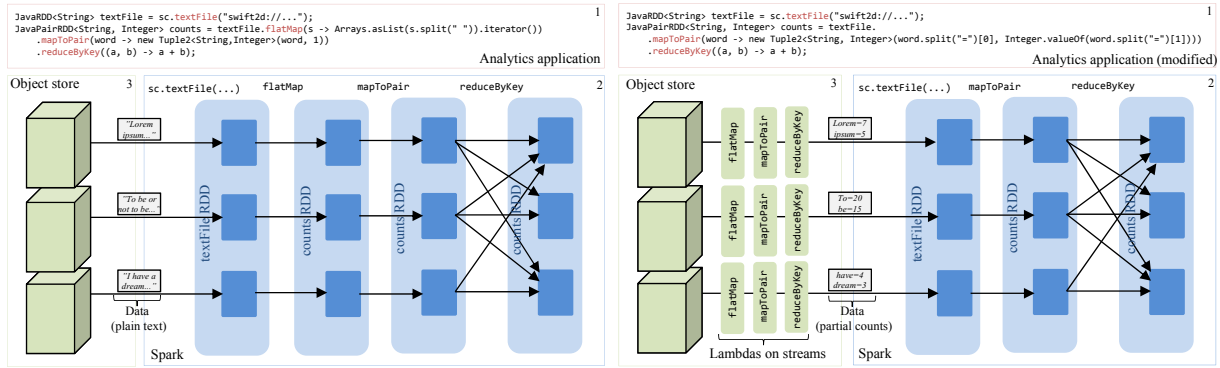 1
JavaRDD<String> textFile = sc.textFile("swift2d://...");
JavaPairRDD<String, Integer> counts = textFile.flatMap(s -> Arrays.asList(s.split(" ")).iterator())
.mapToPair(word -> new Tuple2<String,Integer>(word, 1))
.reduceByKey((a, b) -> a + b);
Analytics application
Object store
3
2
sc.textFile(...)
flatMap
mapToPair
reduceByKey
"Lorem
ipsum..."
"To be or
not to be..."
"I have a
dream..."
Data
(plain text)
textFile RDD
counts RDD
counts RDD
counts RDD
Spark
1
JavaRDD<String> textFile = sc.textFile("swift2d://...");
JavaPairRDD<String, Integer> counts = textFile.
.mapToPair(word -> new Tuple2<String, Integer>(word.split("=")[0], Integer.valueOf(word.split("=")[1])))
.reduceByKey((a, b) -> a + b);
Analytics application (modified)
Object store
3
2
sc.textFile(...)
mapToPair
reduceByKey
flatMap
mapToPair
reduceByKey
Lorem=7
ipsum=5
flatMap
mapToPair
reduceByKey
To=20
be=15
flatMap
mapToPair
reduceByKey
have=4
dream=3
Data
(partial counts)
Lambdas on streams
textFile RDD
counts RDD
counts RDD
Spark